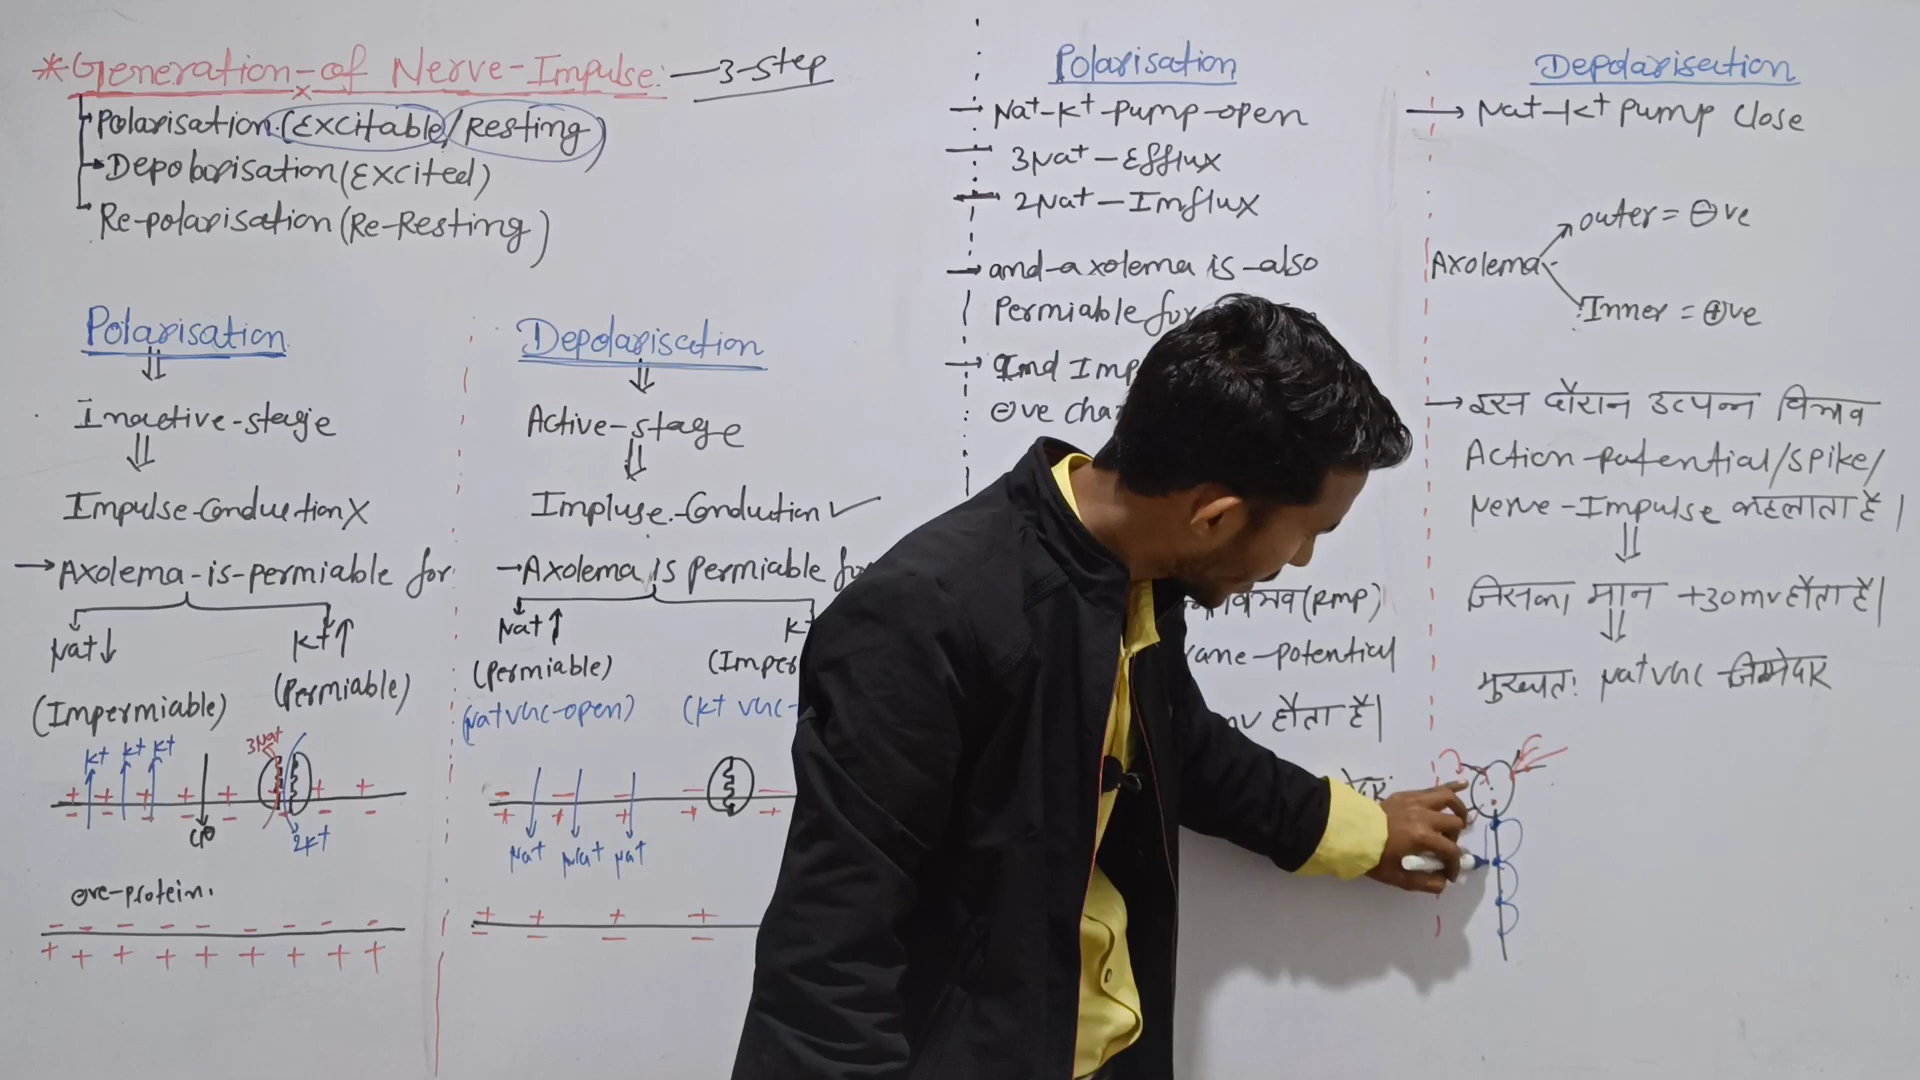 *Generation-of Nerve-Impulse:-3-step
Polarisation.(Excitable/Resting)
Depolorisation(Excited)
Re-polarisation(Re-Resting)
Polarisation
Inactive-stage
Impulse-Conduction X
→Axolema-is-permiable for
Na+↓
K+↑
(Impermiable)
(Permiable)
K+ K+ K+
3Na+
2K+
⊖ve-protein.
Depolarisation
Active-stage
Impluse.-Conduction ✓
→Axolema is permiable
Na+↑
(Permiable)
(Na+VGC-open)
(K+ VGC-
Na+ Na+ Na+
Polarisation
→ Na+-K+-pump-open
3Na+-Efflux
2Na+-Influx
→ and-axolema is-also
Permiable for
→ and Imp
⊖ve cha
(RMP)
ane-potential
mv होता है|
Depolarisation
→ Na+-K+ Pump close
Axolema
outer = ⊖ve
Inner = ⊕ve
→ इस दौरान उत्पन्न विभव
Action-potential/spike/
Nerve-Impulse कहलाता है|
जिसका मान +30mv होता है|
मुख्यतः Na+VGC जिम्मेदार